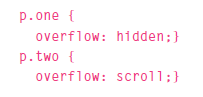 p.one {
  overflow: hidden;}
p.two {
  overflow: scroll;}